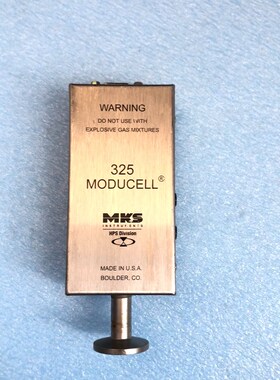 WARNING
DO NOT USE WITH
EXPLOSIVE GAS MIXTURES
325
MODUCELL®
MKS
INSTRUMENTS
HPS Division
MADE IN U.S.A.
BOULDER, CO.